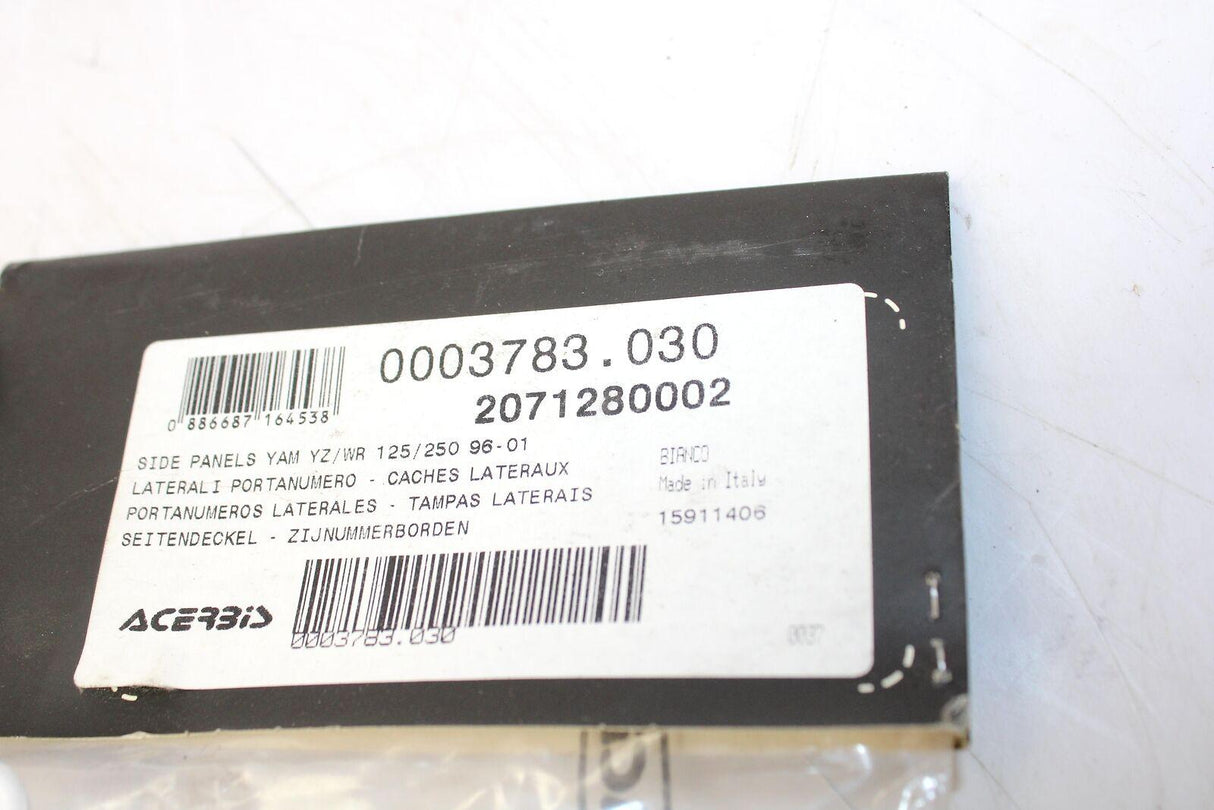 0003783.030
2071280002
0 886687 164538
SIDE PANELS YAM YZ/WR 125/250 96-01
LATERALI PORTANUMERO - CACHES LATERAUX
PORTANUMEROS LATERALES - TAMPAS LATERAIS
SEITENDECKEL - ZIJNUMMERBORDEN
BIANCO
Made in Italy
15911406
ACERBIS
0003783.030